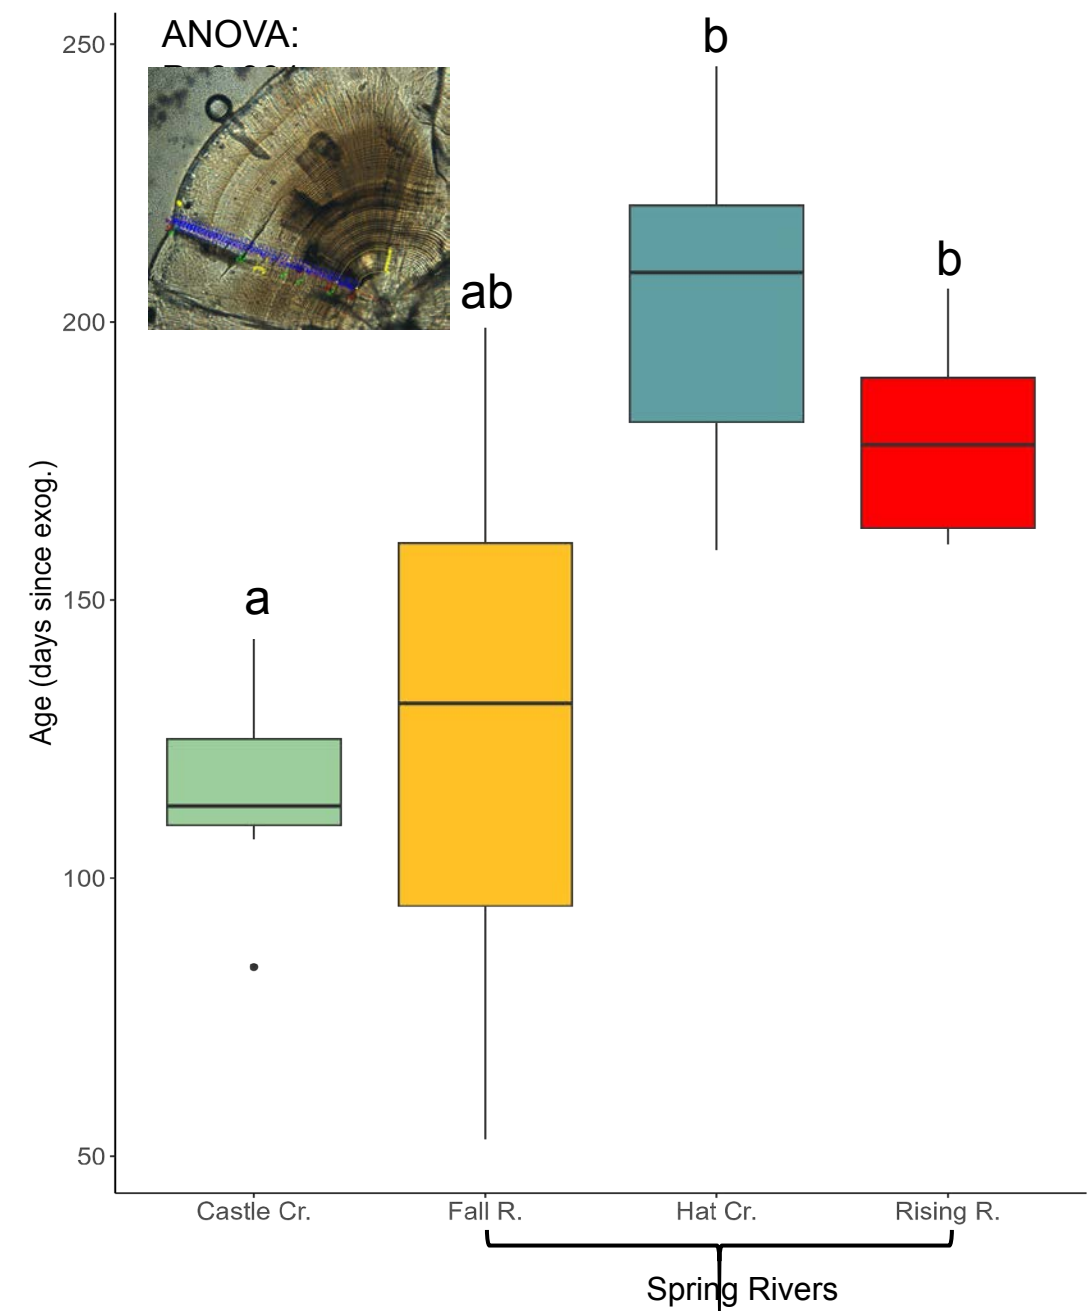 ANOVA:
250
b
b
200
ab
150
a
100
50
Age (days since exog.)
Castle Cr. Fall R. Hat Cr. Rising R.
Spring Rivers